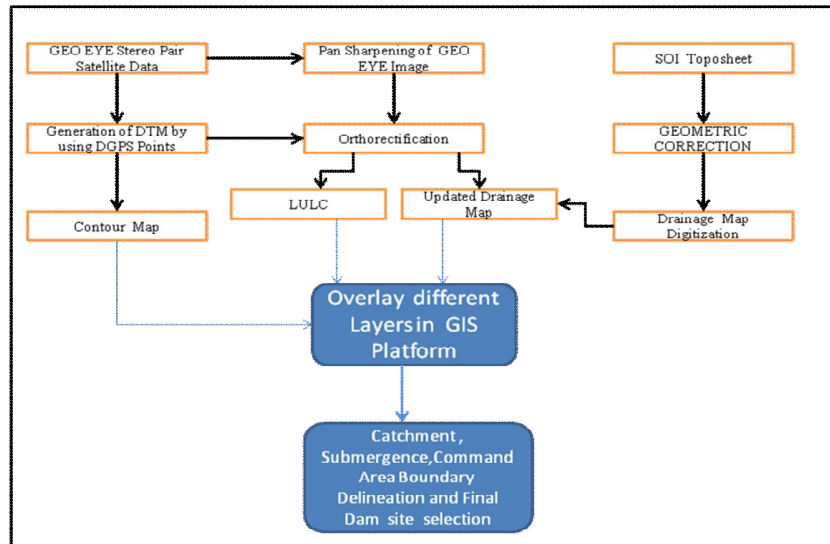 GEO EYE Stereo Pair
Satellite Data
Pan Sharpening of GEO
EYE Image
SOI Toposheet
Generation of DTM by
using DGPS Points
Orthorectification
GEOMETRIC
CORRECTION
LULC
Updated Drainage
Map
Contour Map
Drainage Map
Digitization
Overlay different
Layers in GIS
Platform
Catchment ,
Submergence,Command
Area Boundary
Delineation and Final
Dam site selection